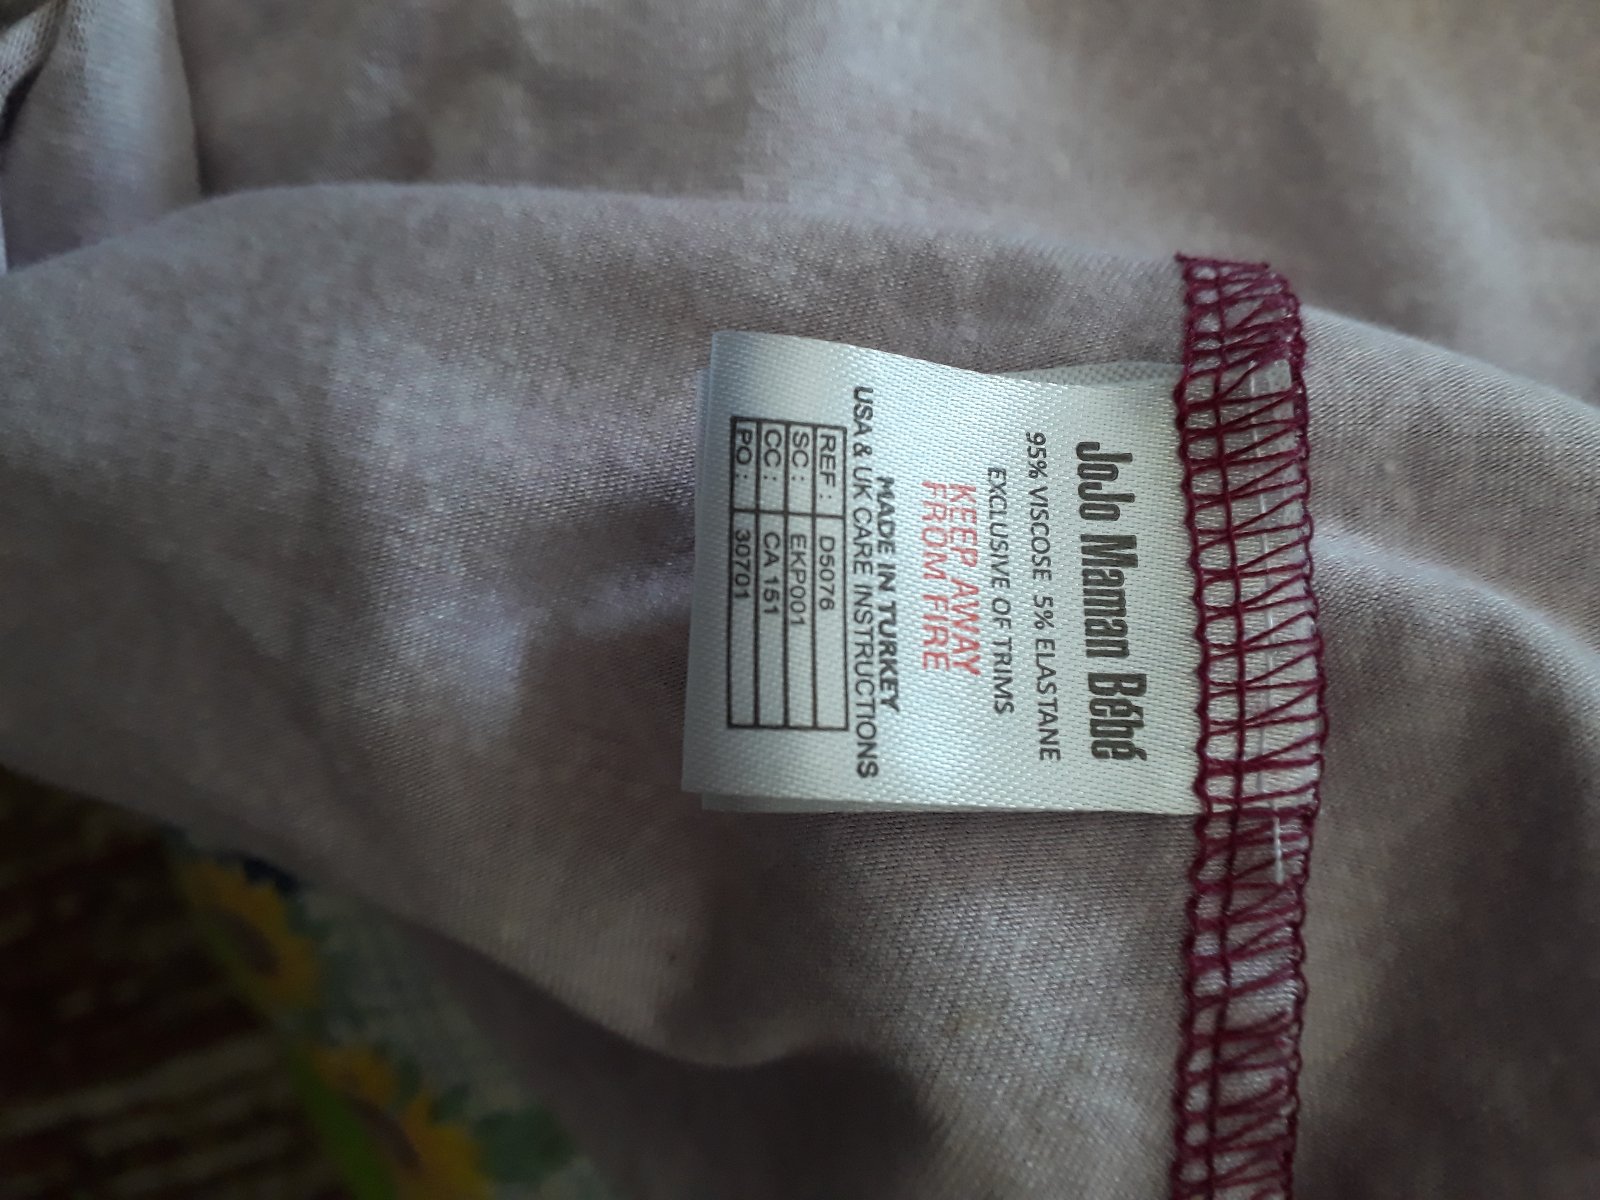 JoJo Maman Bébé
95% VISCOSE 5% ELASTANE
EXCLUSIVE OF TRIMS
KEEP AWAY
FROM FIRE
MADE IN TURKEY
USA & UK CARE INSTRUCTIONS
REF : D5076
SC : EKP001
CC : CA 151
PO : 30701